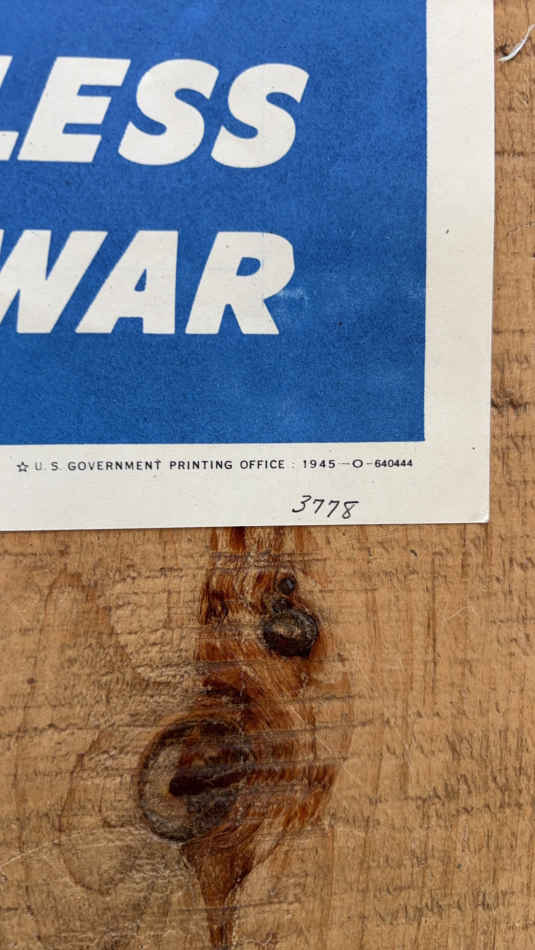 LESS
WAR
☆ U. S. GOVERNMENT PRINTING OFFICE : 1945—O-640444
3778